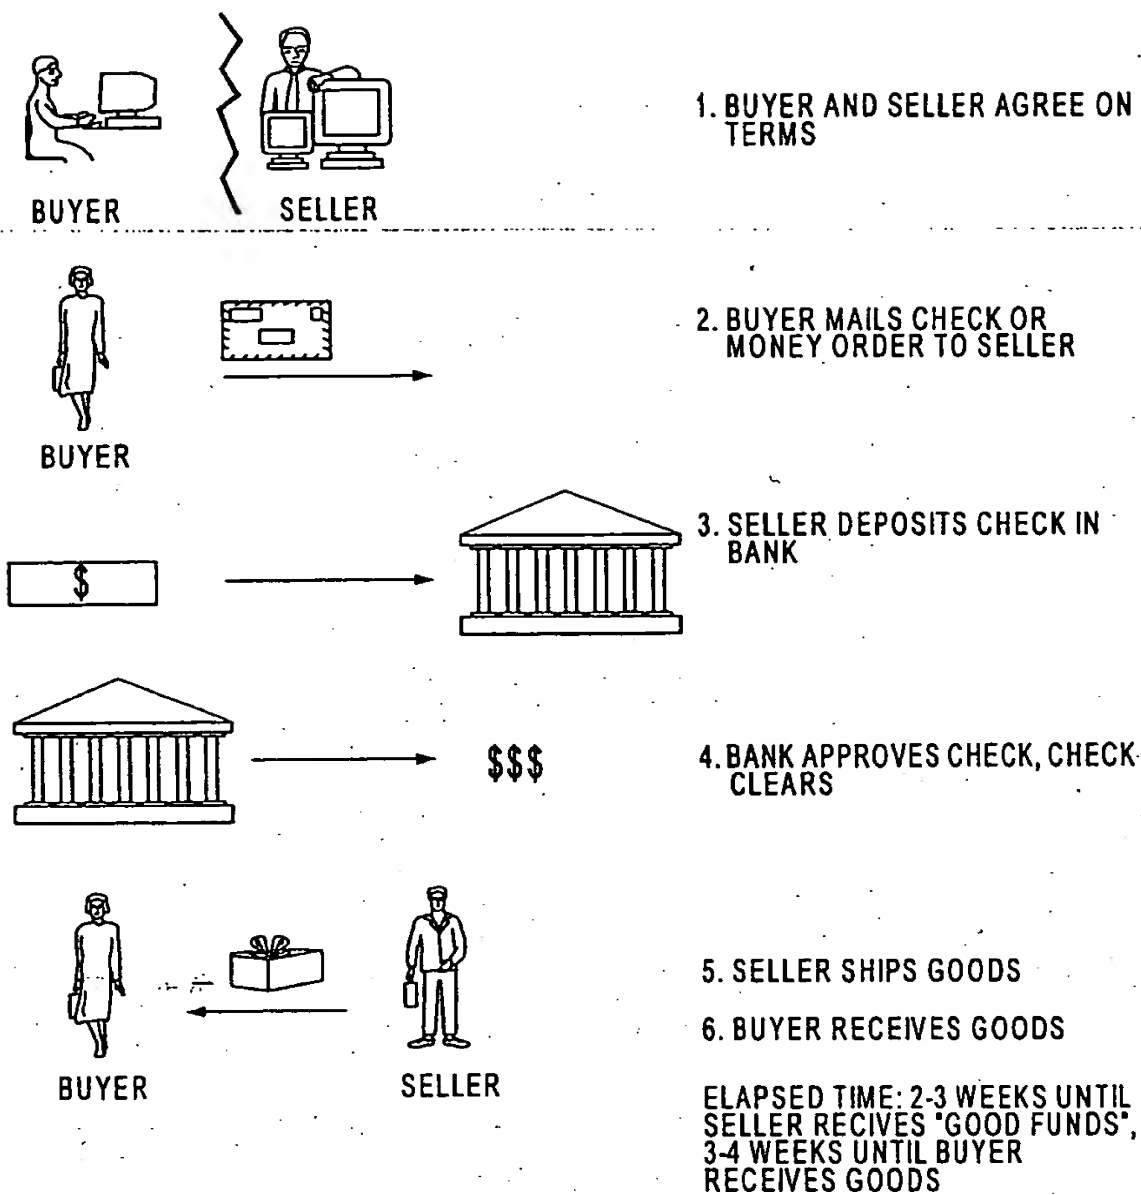 BUYER
SELLER
1. BUYER AND SELLER AGREE ON
TERMS
BUYER
2. BUYER MAILS CHECK OR
MONEY ORDER TO SELLER
$
3. SELLER DEPOSITS CHECK IN
BANK
$$$
4. BANK APPROVES CHECK, CHECK
CLEARS
BUYER
SELLER
5. SELLER SHIPS GOODS
6. BUYER RECEIVES GOODS
ELAPSED TIME: 2-3 WEEKS UNTIL
SELLER RECIVES "GOOD FUNDS",
3-4 WEEKS UNTIL BUYER
RECEIVES GOODS